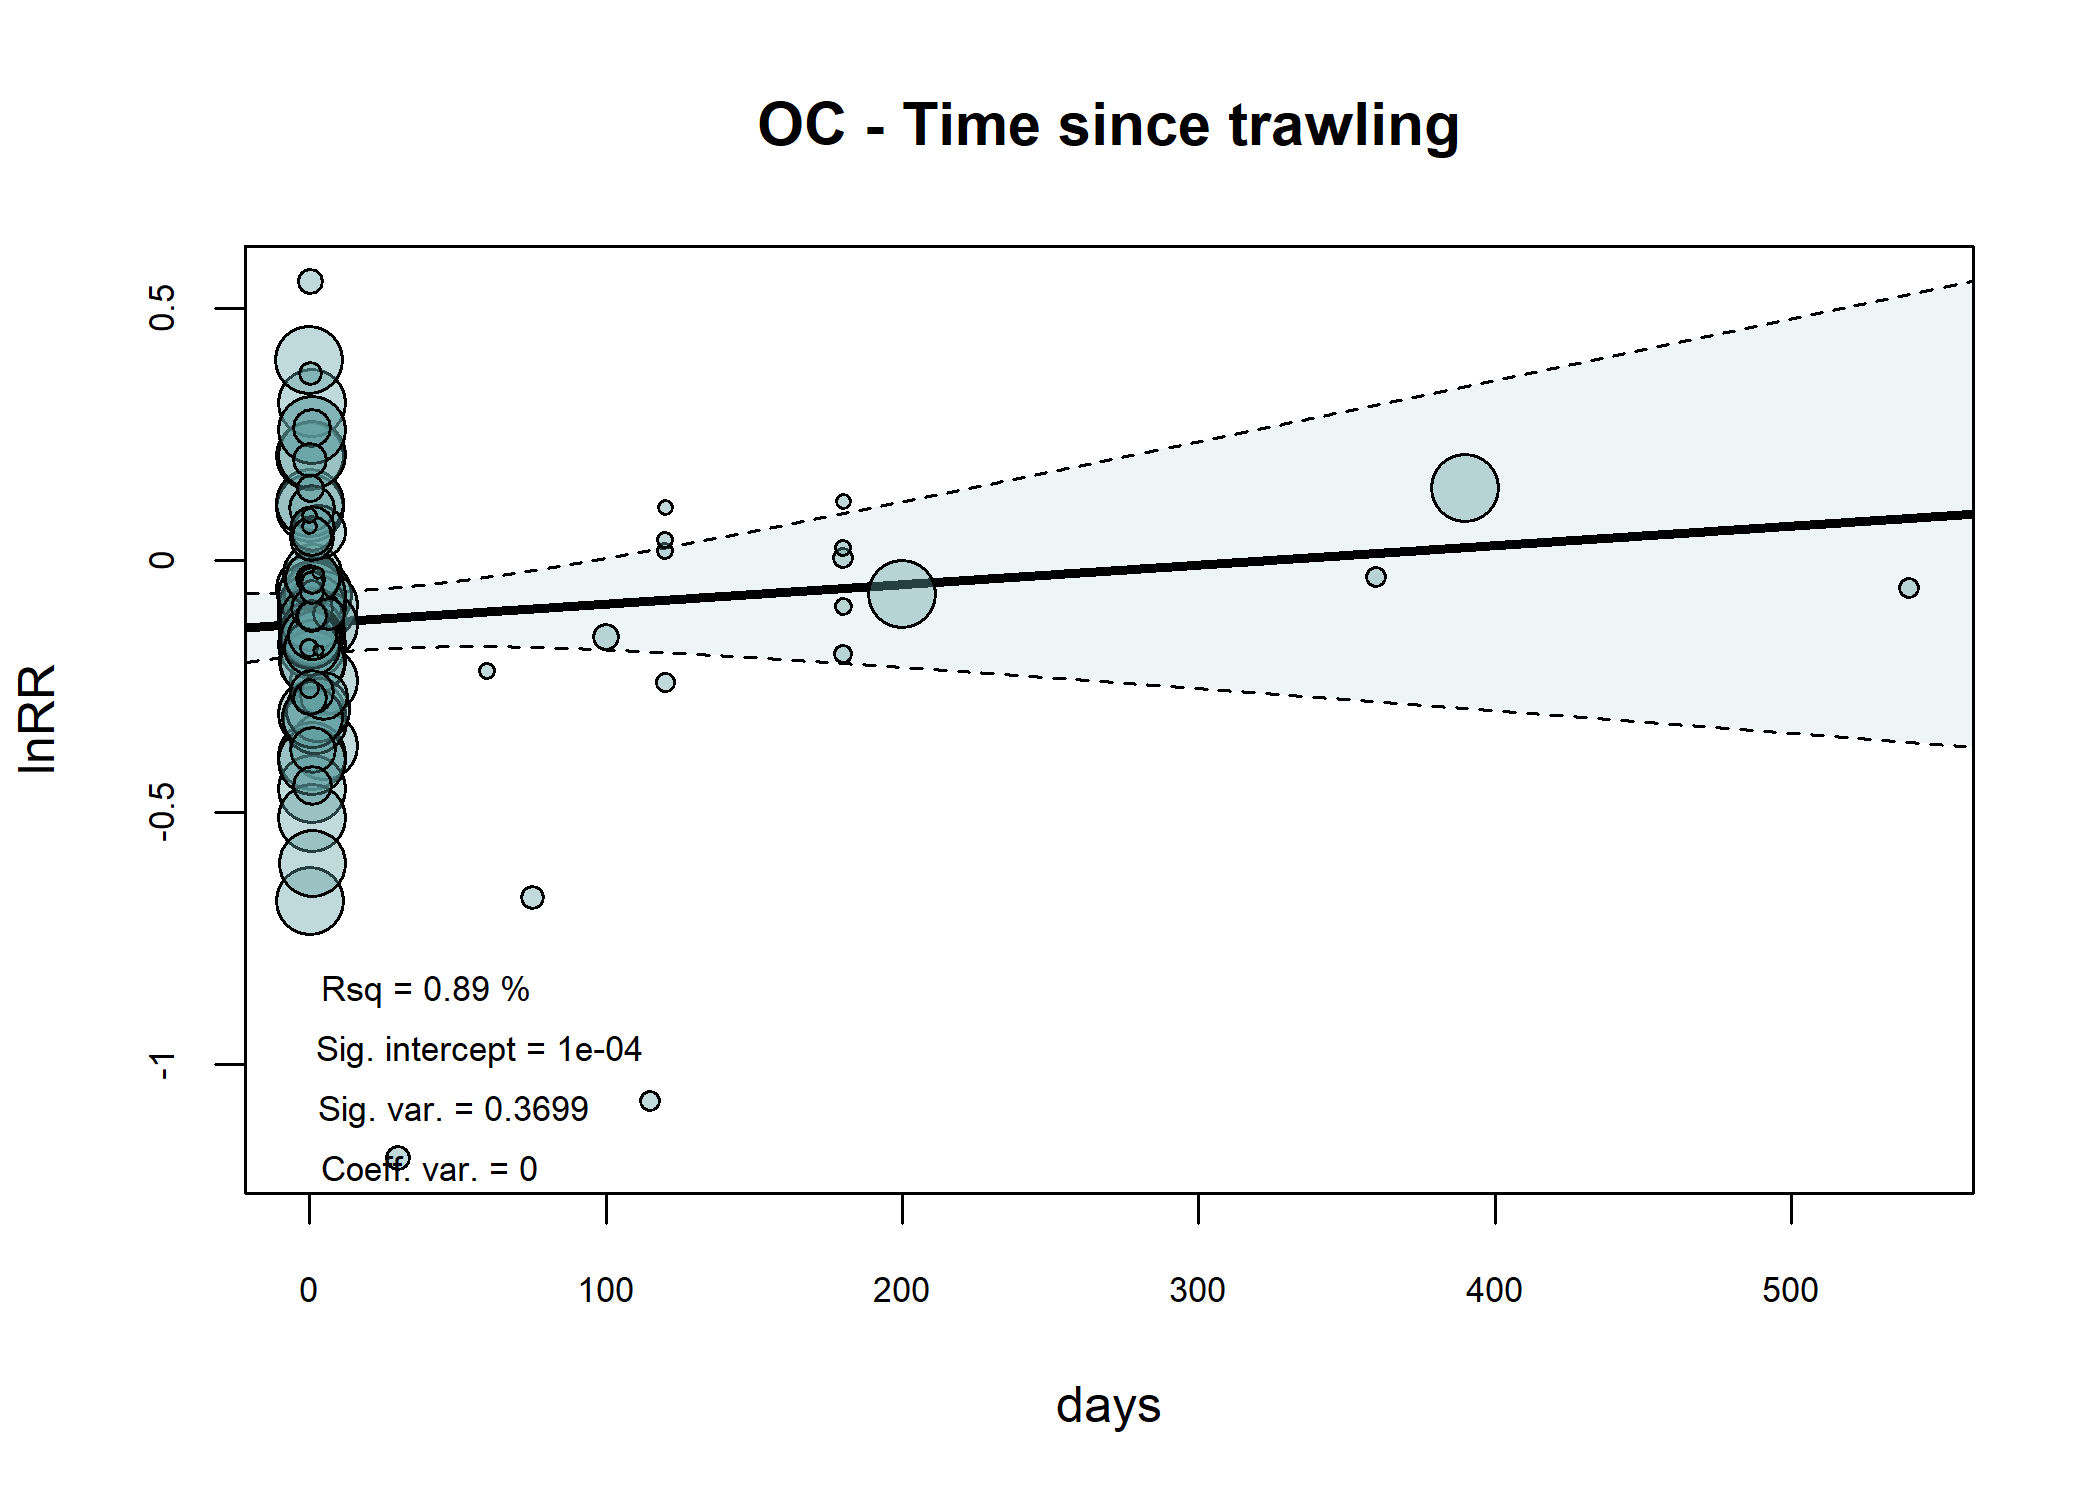 OC - Time since trawling
lnRR
0.5
0
-0.5
-1
Rsq = 0.89 %
Sig. intercept = 1e-04
Sig. var. = 0.3699
Coeff. var. = 0
0 100 200 300 400 500
days